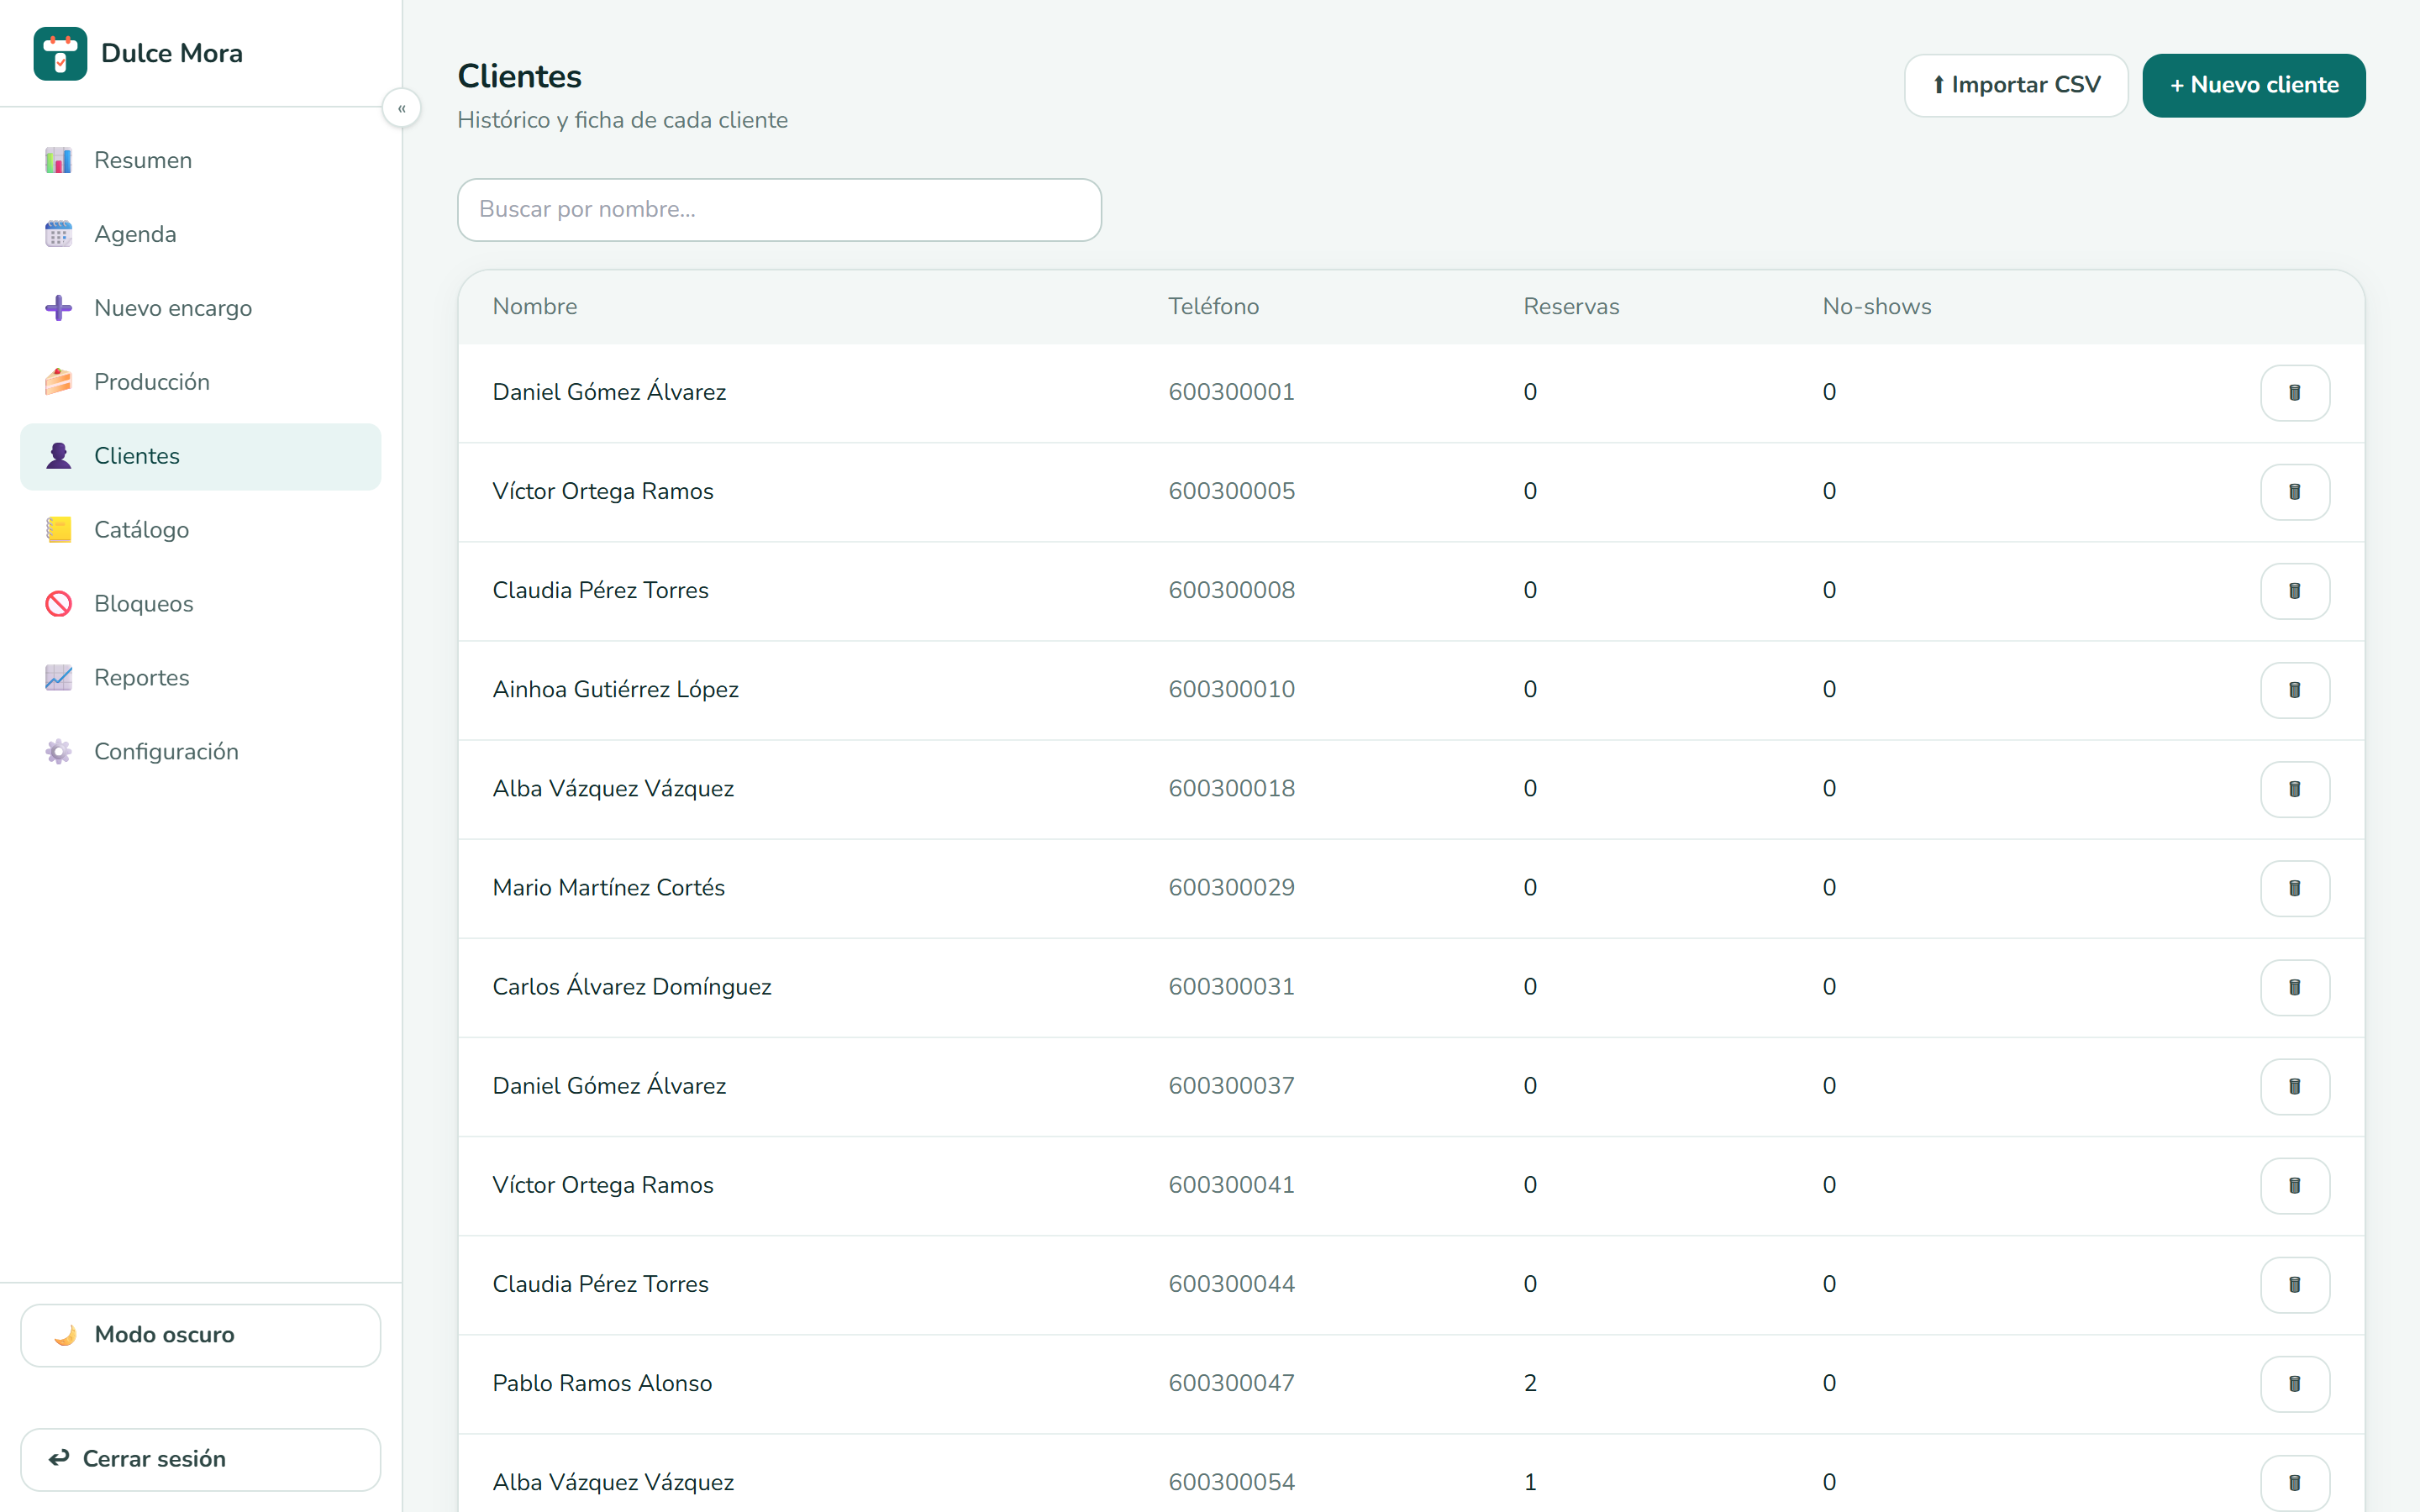 Dulce Mora
«
Resumen
Agenda
Nuevo encargo
Producción
Clientes
Catálogo
Bloqueos
Reportes
Configuración
Modo oscuro
Cerrar sesión
Clientes
Histórico y ficha de cada cliente
⬆ Importar CSV
+ Nuevo cliente
Buscar por nombre...
Nombre Teléfono Reservas No-shows
Daniel Gómez Álvarez 600300001 0 0
Víctor Ortega Ramos 600300005 0 0
Claudia Pérez Torres 600300008 0 0
Ainhoa Gutiérrez López 600300010 0 0
Alba Vázquez Vázquez 600300018 0 0
Mario Martínez Cortés 600300029 0 0
Carlos Álvarez Domínguez 600300031 0 0
Daniel Gómez Álvarez 600300037 0 0
Víctor Ortega Ramos 600300041 0 0
Claudia Pérez Torres 600300044 0 0
Pablo Ramos Alonso 600300047 2 0
Alba Vázquez Vázquez 600300054 1 0